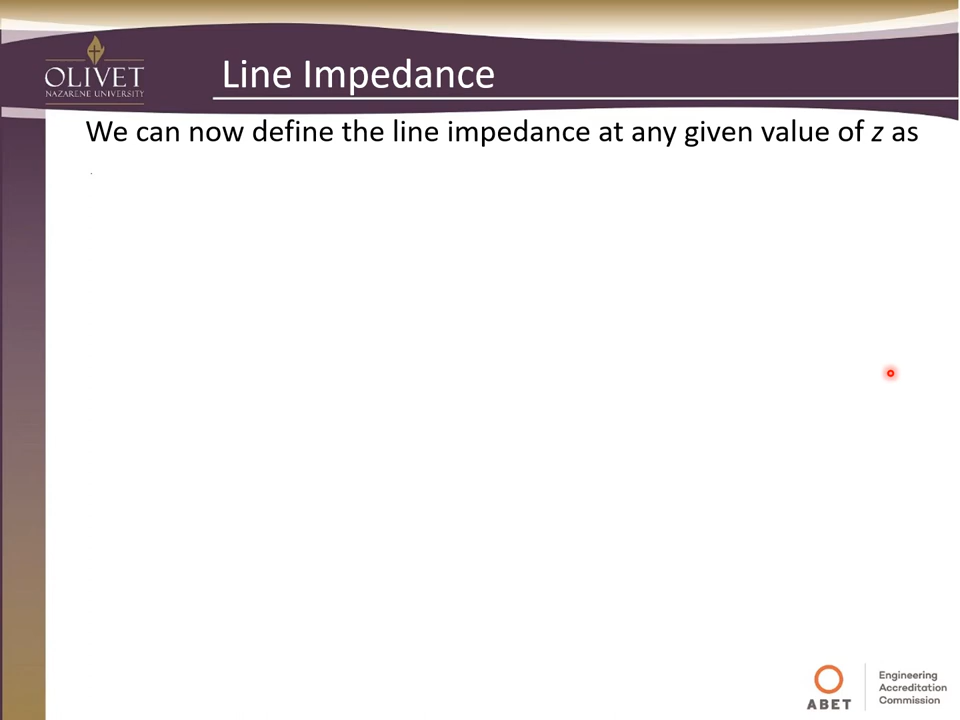 OLIVET
NAZARENE UNIVERSITY
Line Impedance
We can now define the line impedance at any given value of z as
ABET
Engineering
Accreditation
Commission